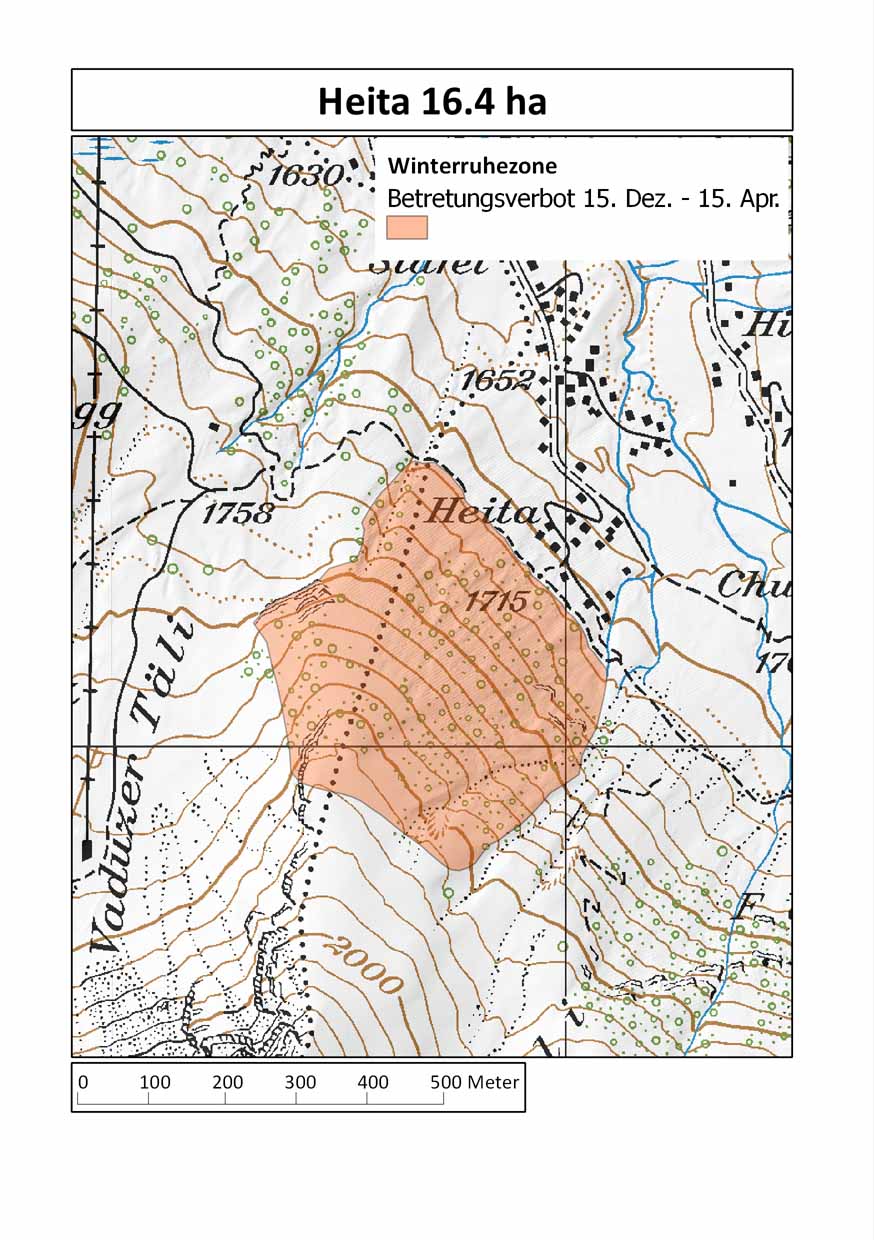 Heita 16.4 ha
Winterruhezone
Betretungsverbot 15. Dez. - 15. Apr.
1630
1652
gg
Heita
1758
Chu
1715
Vaduzer Täli
F
2000
0 100 200 300 400 500 Meter